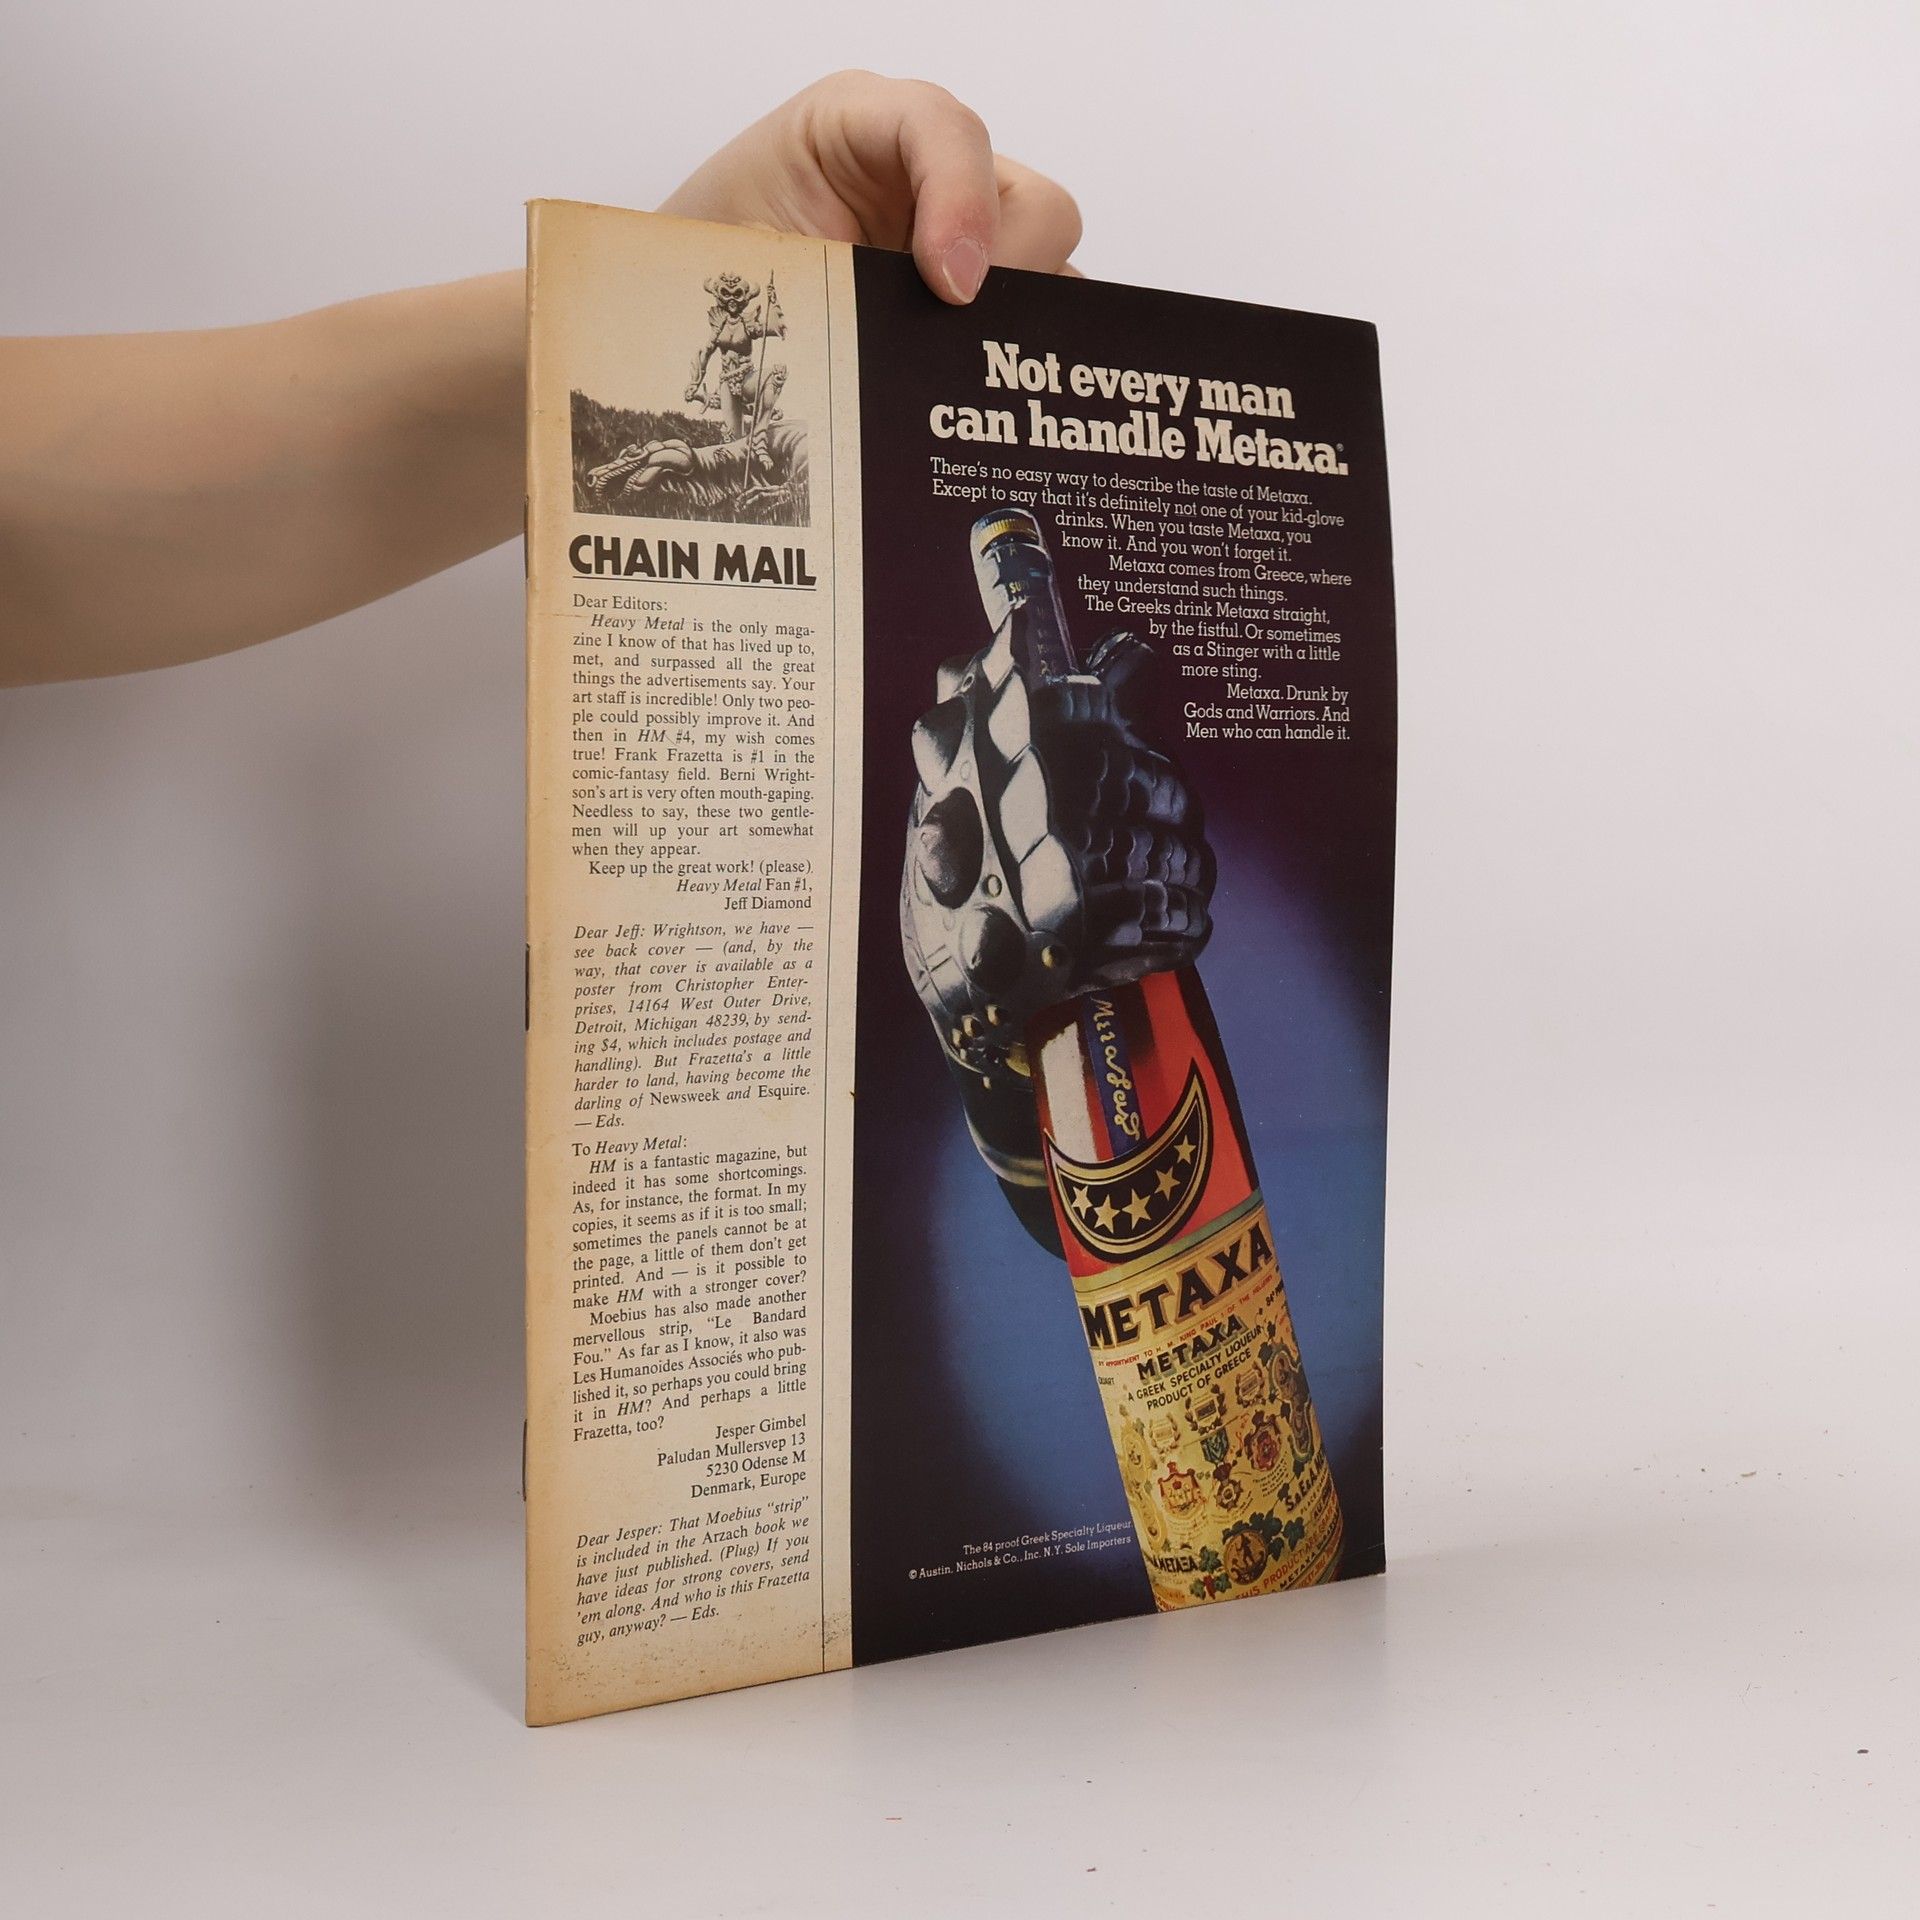 CHAIN MAIL
Dear Editors:
Heavy Metal is the only maga-
zine I know of that has lived up to,
met, and surpassed all the great
things the advertisements say. Your
art staff is incredible! Only two peo-
ple could possibly improve it. And
then in HM #4, my wish comes
true! Frank Frazetta is #1 in the
comic-fantasy field. Berni Wright-
son's art is very often mouth-gaping.
Needless to say, these two gentle-
men will up your art somewhat
when they appear.
Keep up the great work! (please).
Heavy Metal Fan #1,
Jeff Diamond
Dear Jeff: Wrightson, we have —
see back cover — (and, by the
way, that cover is available as a
poster from Christopher Enter-
prises, 14164 West Outer Drive,
Detroit, Michigan 48239, by send-
ing $4, which includes postage and
handling). But Frazetta's a little
harder to land, having become the
darling of Newsweek and Esquire.
— Eds.
To Heavy Metal:
HM is a fantastic magazine, but
indeed it has some shortcomings.
As, for instance, the format. In my
copies, it seems as if it is too small;
sometimes the panels cannot be at
the page, a little of them don't get
printed. And — is it possible to
make HM with a stronger cover?
Moebius has also made another
mervellous strip, "Le Bandard
Fou." As far as I know, it also was
Les Humanoides Associés who pub-
lished it, so perhaps you could bring
it in HM? And perhaps a little
Frazetta, too?
Jesper Gimbel
Paludan Mullersvep 13
5230 Odense M
Denmark, Europe
Dear Jesper: That Moebius "strip"
is included in the Arzach book we
have just published. (Plug) If you
have ideas for strong covers, send
'em along. And who is this Frazetta
guy, anyway? — Eds.
Not every man
can handle Metaxa.®
There's no easy way to describe the taste of Metaxa.
Except to say that it's definitely not one of your kid-glove
drinks. When you taste Metaxa, you
know it. And you won't forget it.
Metaxa comes from Greece, where
they understand such things.
The Greeks drink Metaxa straight,
by the fistful. Or sometimes
as a Stinger with a little
more sting.
Metaxa. Drunk by
Gods and Warriors. And
Men who can handle it.
METAXA
BY APPOINTMENT TO H. M. KING PAUL I OF THE HELLENES
METAXA
A GREEK SPECIALTY LIQUEUR
PRODUCT OF GREECE
The 84 proof Greek Specialty Liqueur.
© Austin, Nichols & Co., Inc. N.Y. Sole Importers